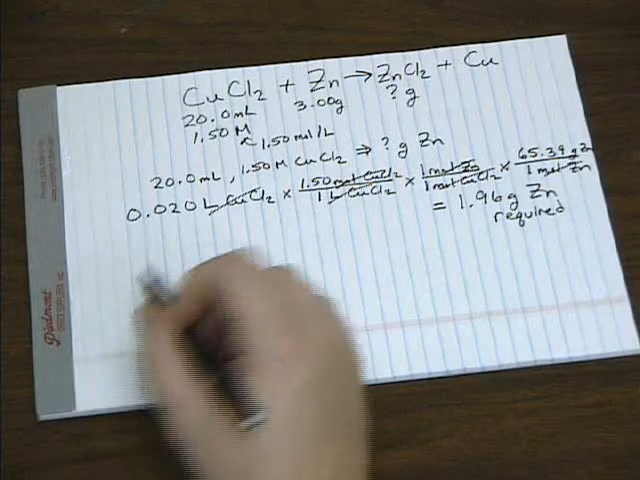 CuCl2 + Zn → ZnCl2 + Cu
20.0mL 3.00g ? g
1.50 M
1.50 mol/L
20.0mL, 1.50 M CuCl2 ⇒ ? g Zn
0.020 L CuCl2 × 1.50 mol CuCl2 / 1 L CuCl2 × 1 mol Zn / 1 mol CuCl2 × 65.39 g Zn / 1 mol Zn
= 1.96 g Zn
required
Piedmont